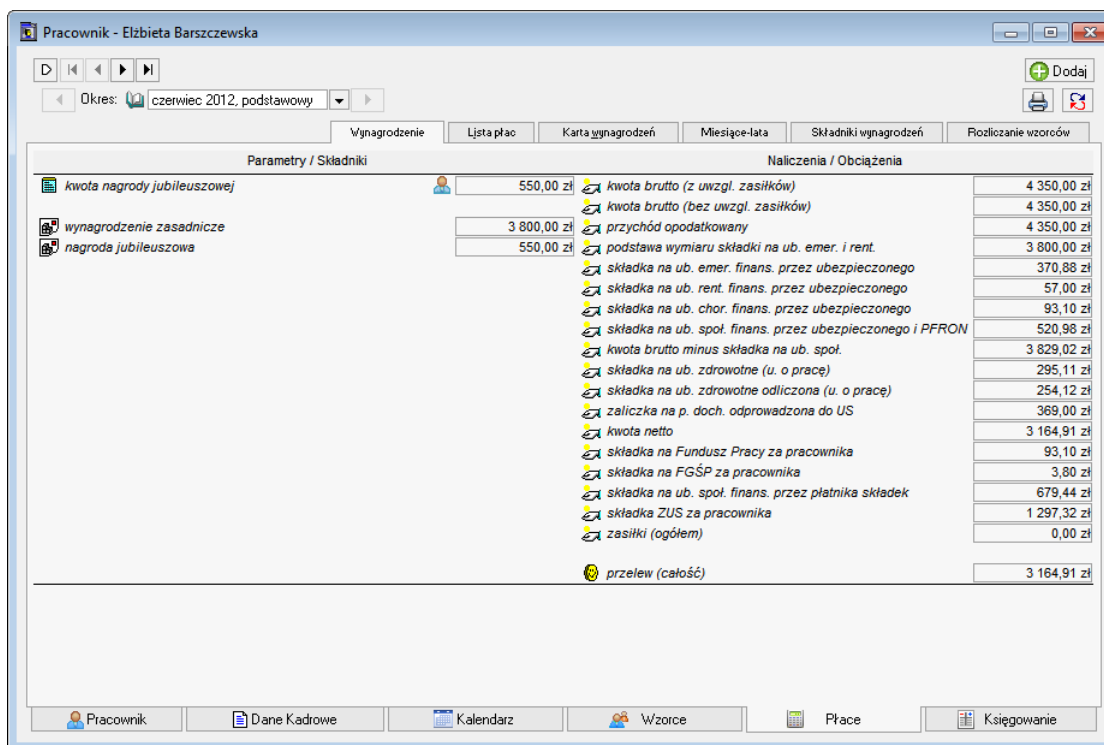 Pracownik - Elżbieta Barszczewska
D
Dodaj
Okres: czerwiec 2012, podstawowy
Wynagrodzenie Lista płac Karta wynagrodzeń Miesiące-lata Składniki wynagrodzeń Rozliczanie wzorców
Parametry / Składniki Naliczenia / Obciążenia
kwota nagrody jubileuszowej 550,00 zł kwota brutto (z uwzgl. zasiłków) 4 350,00 zł
kwota brutto (bez uwzgl. zasiłków) 4 350,00 zł
wynagrodzenie zasadnicze 3 800,00 zł przychód opodatkowany 4 350,00 zł
nagroda jubileuszowa 550,00 zł podstawa wymiaru składki na ub. emer. i rent. 3 800,00 zł
składka na ub. emer. finans. przez ubezpieczonego 370,88 zł
składka na ub. rent. finans. przez ubezpieczonego 57,00 zł
składka na ub. chor. finans. przez ubezpieczonego 93,10 zł
składka na ub. społ. finans. przez ubezpieczonego i PFRON 520,98 zł
kwota brutto minus składka na ub. społ. 3 829,02 zł
składka na ub. zdrowotne (u. o pracę) 295,11 zł
składka na ub. zdrowotne odliczona (u. o pracę) 254,12 zł
zaliczka na p. doch. odprowadzona do US 369,00 zł
kwota netto 3 164,91 zł
składka na Fundusz Pracy za pracownika 93,10 zł
składka na FGŚP za pracownika 3,80 zł
składka na ub. społ. finans. przez płatnika składek 679,44 zł
składka ZUS za pracownika 1 297,32 zł
zasiłki (ogółem) 0,00 zł
przelew (całość) 3 164,91 zł
Pracownik Dane Kadrowe Kalendarz Wzorce Płace Księgowanie